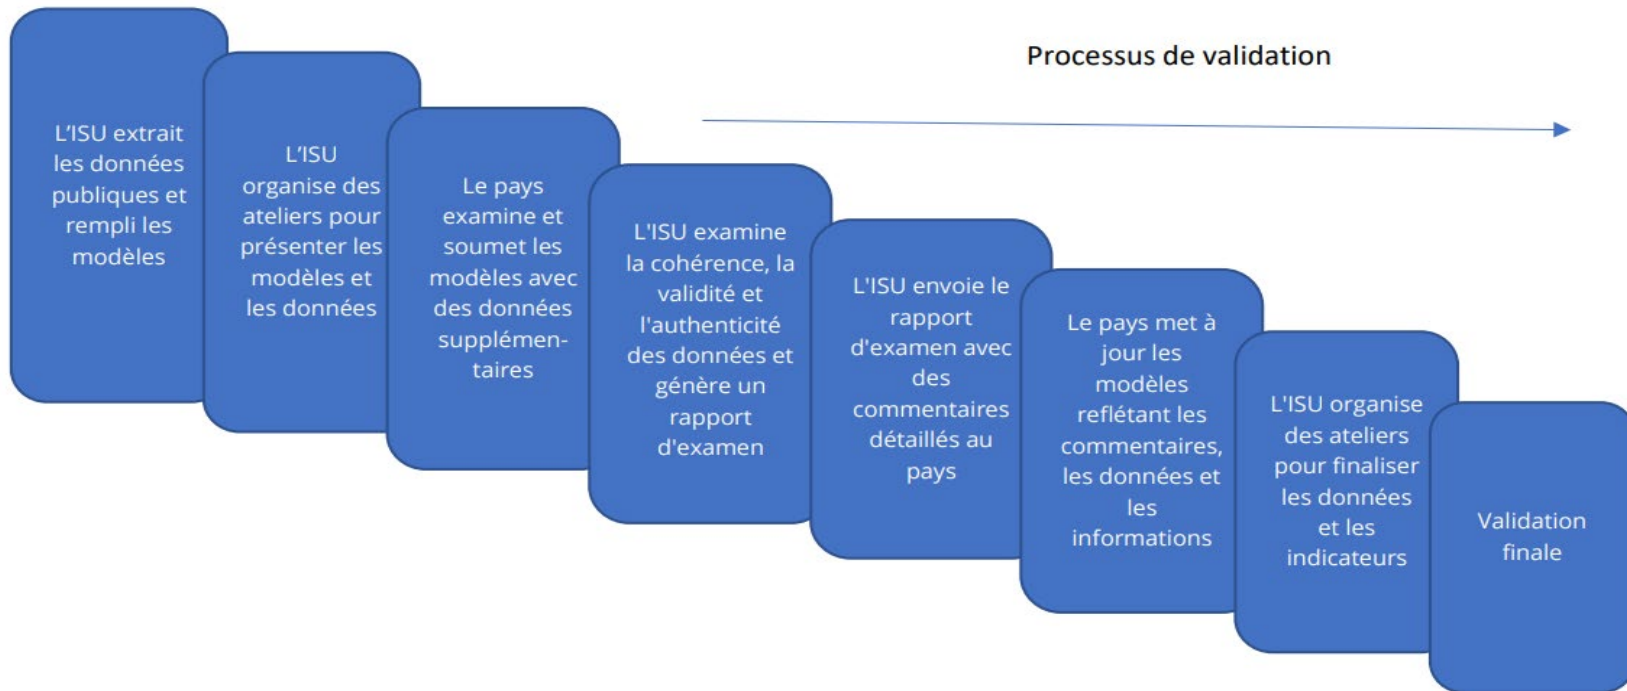 Processus de validation
L’ISU extrait
les données
publiques et
rempli les
modèles
L’ISU
organise des
ateliers pour
présenter les
modèles et
les données
Le pays
examine et
soumet les
modèles avec
des données
supplémen-
taires
L'ISU examine
la cohérence, la
validité et
l'authenticité
des données et
génère un
rapport
d'examen
L'ISU envoie le
rapport
d'examen avec
des
commentaires
détaillés au
pays
Le pays met à
jour les
modèles
reflétant les
commentaires,
les données et
les
informations
L'ISU organise
des ateliers
pour finaliser
les données
et les
indicateurs
Validation
finale